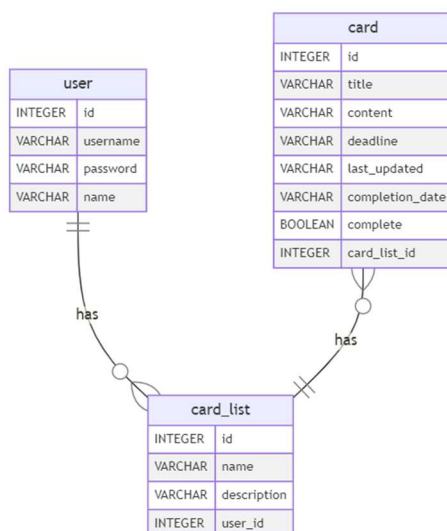 card
INTEGER id
VARCHAR title
VARCHAR content
VARCHAR deadline
VARCHAR last_updated
VARCHAR completion_date
BOOLEAN complete
INTEGER card_list_id
user
INTEGER id
VARCHAR username
VARCHAR password
VARCHAR name
has
has
card_list
INTEGER id
VARCHAR name
VARCHAR description
INTEGER user_id